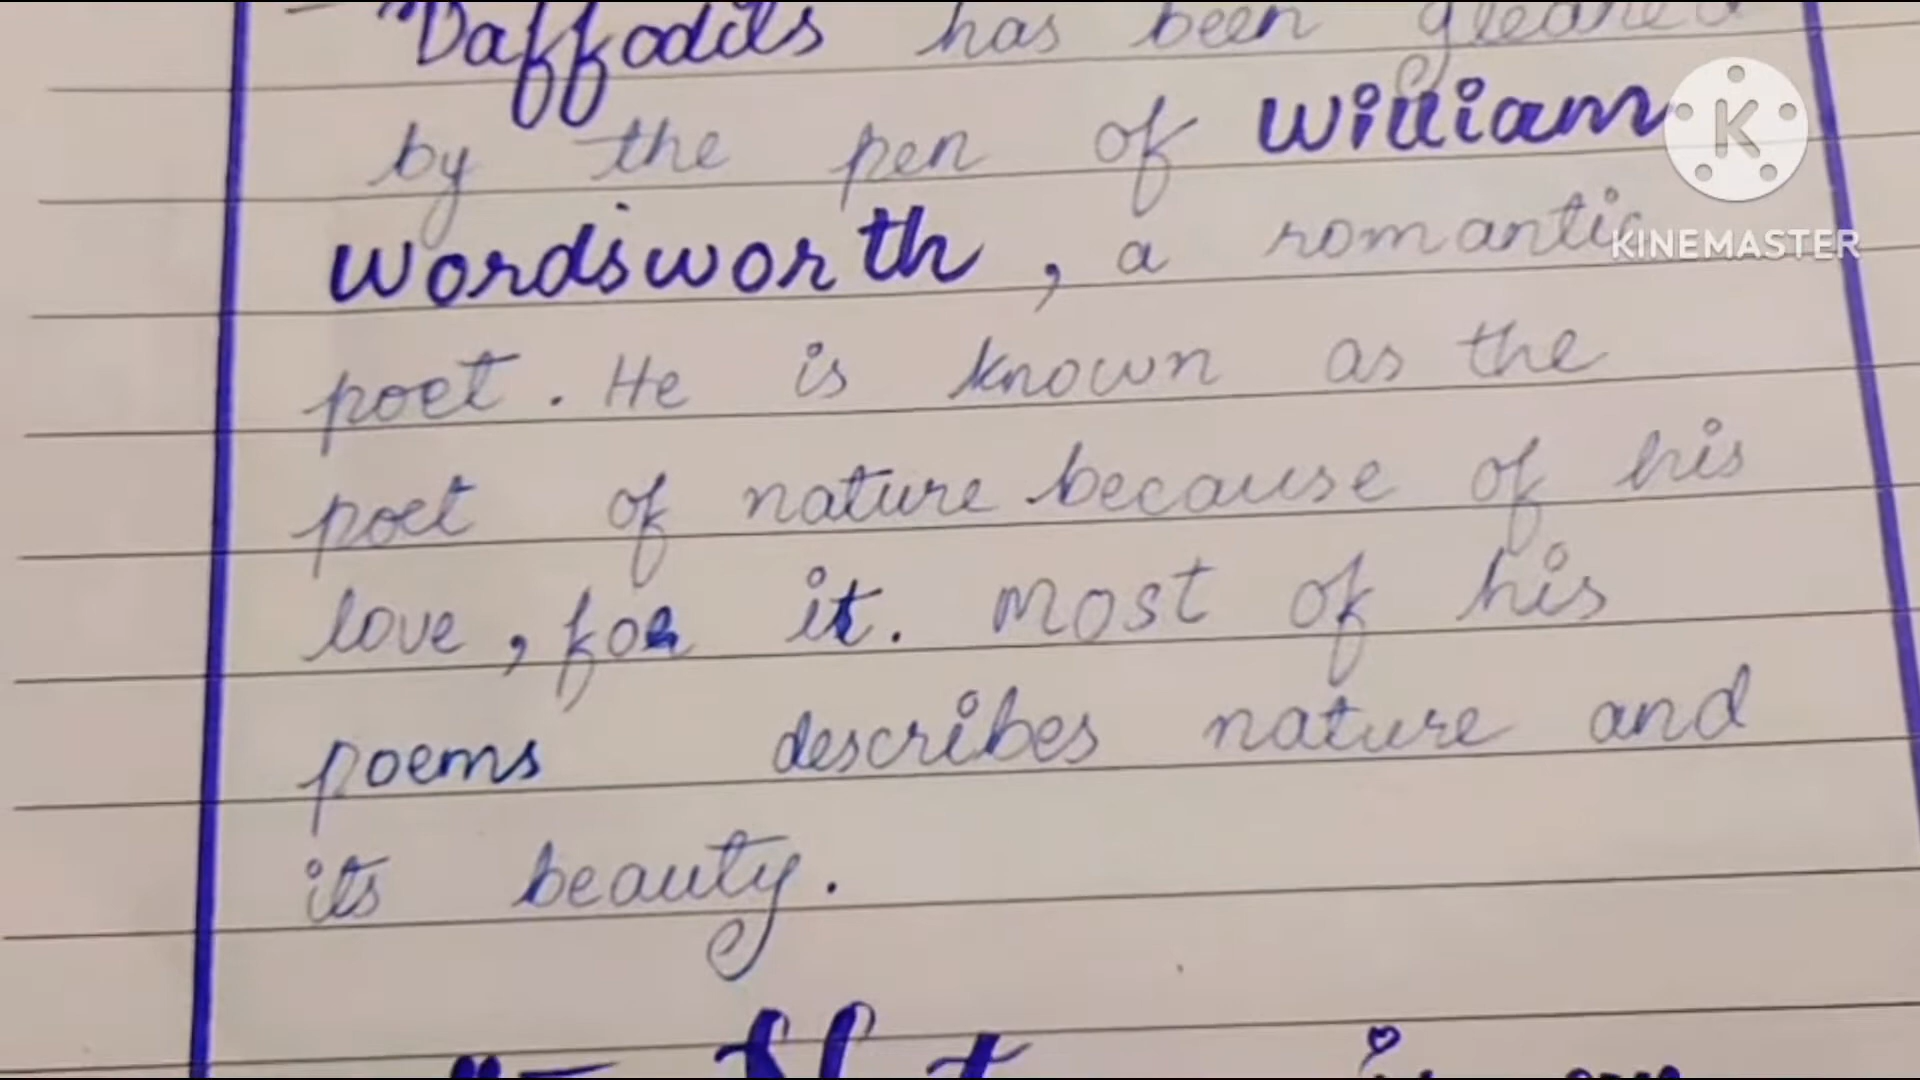 "Daffodils has been gleaned
by the pen of William
Wordsworth, a romantic
poet. He is known as the
poet of nature because of his
love, for it. Most of his
poems describes nature and
its beauty.
K
KINEMASTER